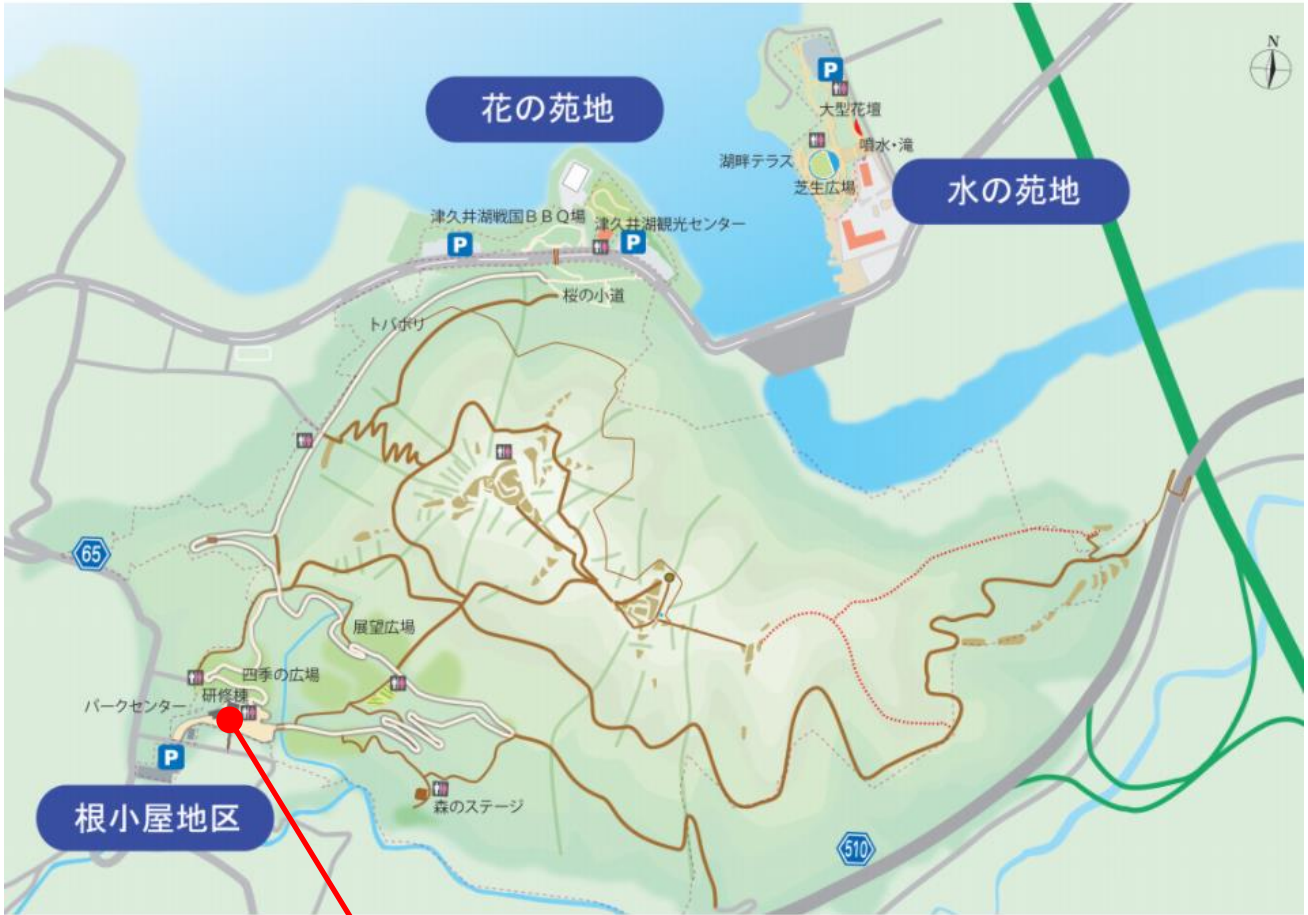 N
花の苑地
P
大型花壇
噴水・滝
湖畔テラス
芝生広場
水の苑地
津久井湖戦国BBQ場
P
津久井湖観光センター
P
桜の小道
トバボリ
65
展望広場
四季の広場
研修棟
パークセンター
P
根小屋地区
森のステージ
510